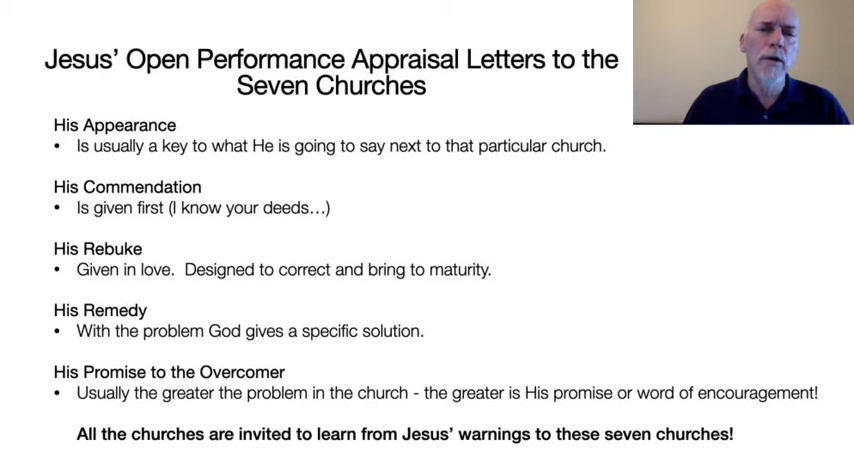 Jesus’ Open Performance Appraisal Letters to the
Seven Churches
His Appearance
• Is usually a key to what He is going to say next to that particular church.
His Commendation
• Is given first (I know your deeds…)
His Rebuke
• Given in love.  Designed to correct and bring to maturity.
His Remedy
• With the problem God gives a specific solution.
His Promise to the Overcomer
• Usually the greater the problem in the church - the greater is His promise or word of encouragement!
All the churches are invited to learn from Jesus’ warnings to these seven churches!